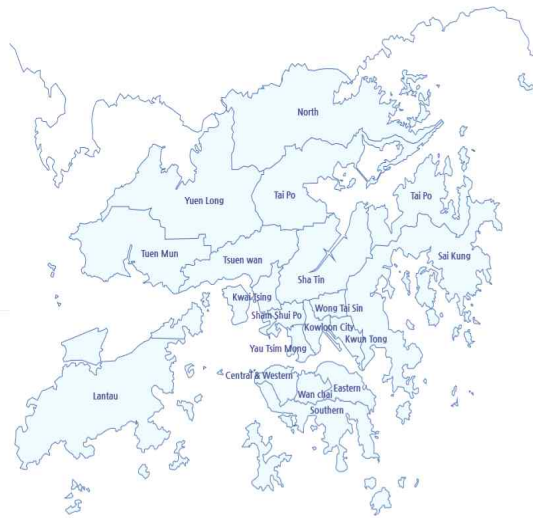 North
Yuen Long
Tai Po
Tai Po
Tuen Mun
Tsuen wan
Sai Kung
Sha Tin
Kwai Tsing
Sham Shui Po
Wong Tai Sin
Kowloon City
Kwun Tong
Yau Tsim Mong
Central & Western
Eastern
Wan chai
Lantau
Southern